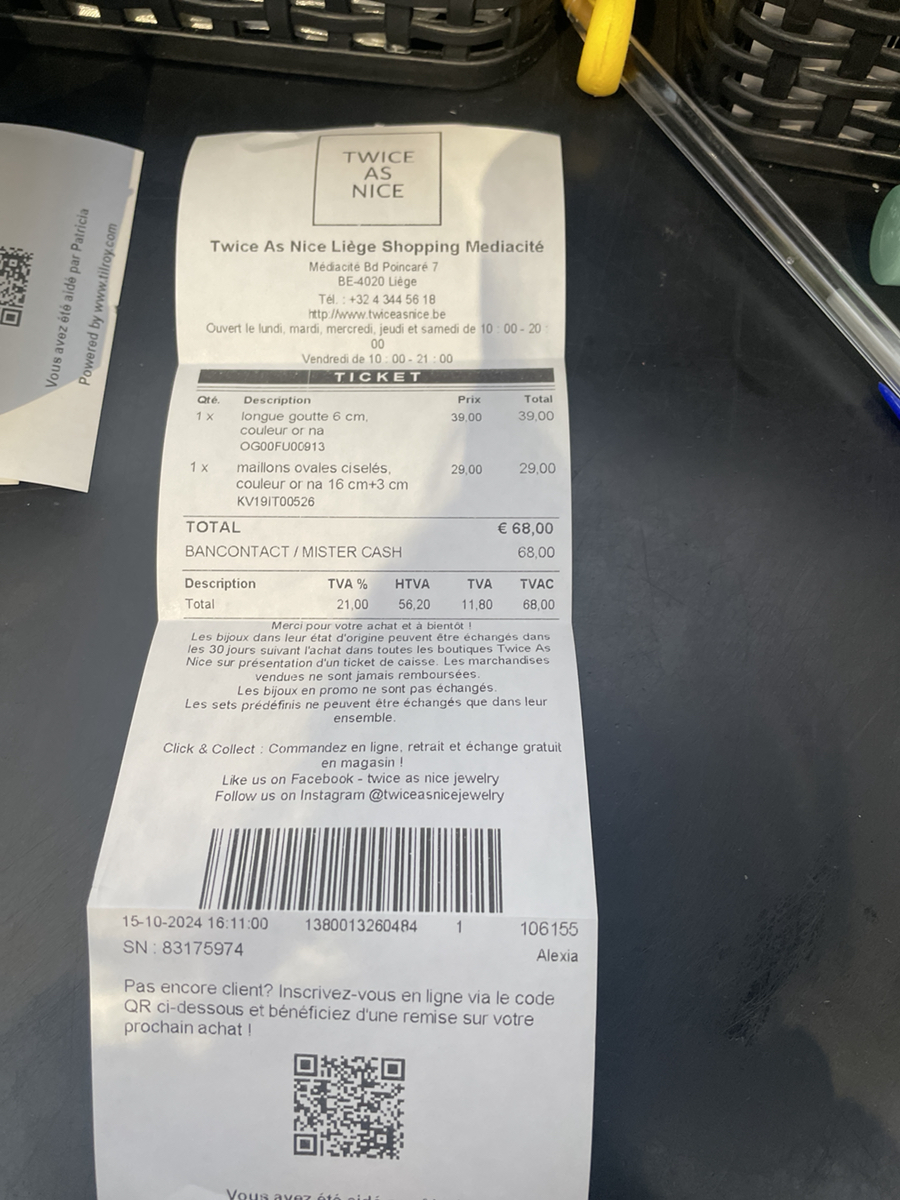 TWICE
AS
NICE
Twice As Nice Liège Shopping Mediacité
Médiacité Bd Poincaré 7
BE-4020 Liège
Tél. : +32 4 344 56 18
http://www.twiceasnice.be
Ouvert le lundi, mardi, mercredi, jeudi et samedi de 10 : 00 - 20 :
00
Vendredi de 10 : 00 - 21 : 00
TICKET
Qté. Description Prix Total
1 x longue goutte 6 cm, 39,00 39,00
couleur or na
OG00FU00913
1 x maillons ovales ciselés, 29,00 29,00
couleur or na 16 cm+3 cm
KV19IT00526
TOTAL € 68,00
BANCONTACT / MISTER CASH 68,00
Description TVA % HTVA TVA TVAC
Total 21,00 56,20 11,80 68,00
Merci pour votre achat et à bientôt !
Les bijoux dans leur état d'origine peuvent être échangés dans
les 30 jours suivant l'achat dans toutes les boutiques Twice As
Nice sur présentation d'un ticket de caisse. Les marchandises
vendues ne sont jamais remboursées.
Les bijoux en promo ne sont pas échangés.
Les sets prédéfinis ne peuvent être échangés que dans leur
ensemble.
Click & Collect : Commandez en ligne, retrait et échange gratuit
en magasin !
Like us on Facebook - twice as nice jewelry
Follow us on Instagram @twiceasnicejewelry
15-10-2024 16:11:00 1380013260484 1 106155
SN : 83175974 Alexia
Pas encore client? Inscrivez-vous en ligne via le code
QR ci-dessous et bénéficiez d'une remise sur votre
prochain achat !
Vous avez été
Vous avez été aidé par Patricia
Powered by www.tilroy.com